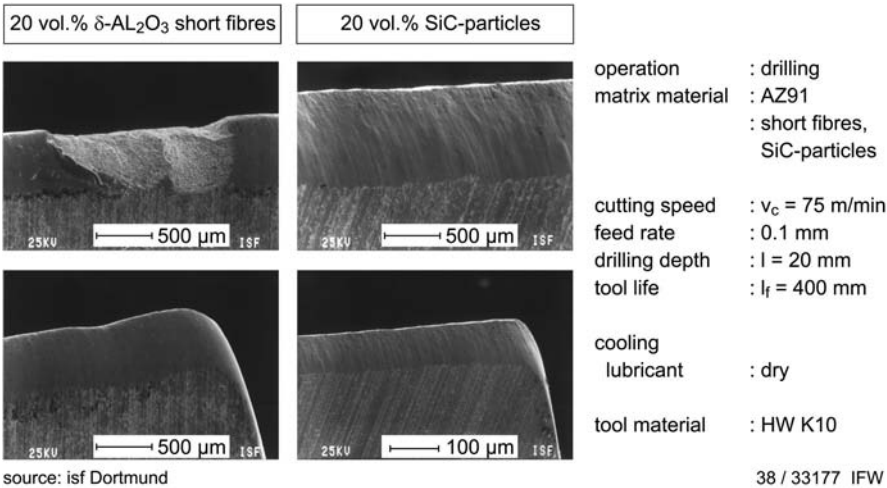 20 vol.% δ-AL₂O₃ short fibres
20 vol.% SiC-particles
25KV 500 µm ISF
25KV 500 µm ISF
25KV 500 µm ISF
25KV 100 µm ISF
operation : drilling
matrix material : AZ91
: short fibres,
SiC-particles
cutting speed : v_c = 75 m/min
feed rate : 0.1 mm
drilling depth : l = 20 mm
tool life : l_f = 400 mm
cooling
lubricant : dry
tool material : HW K10
source: isf Dortmund
38 / 33177 IFW